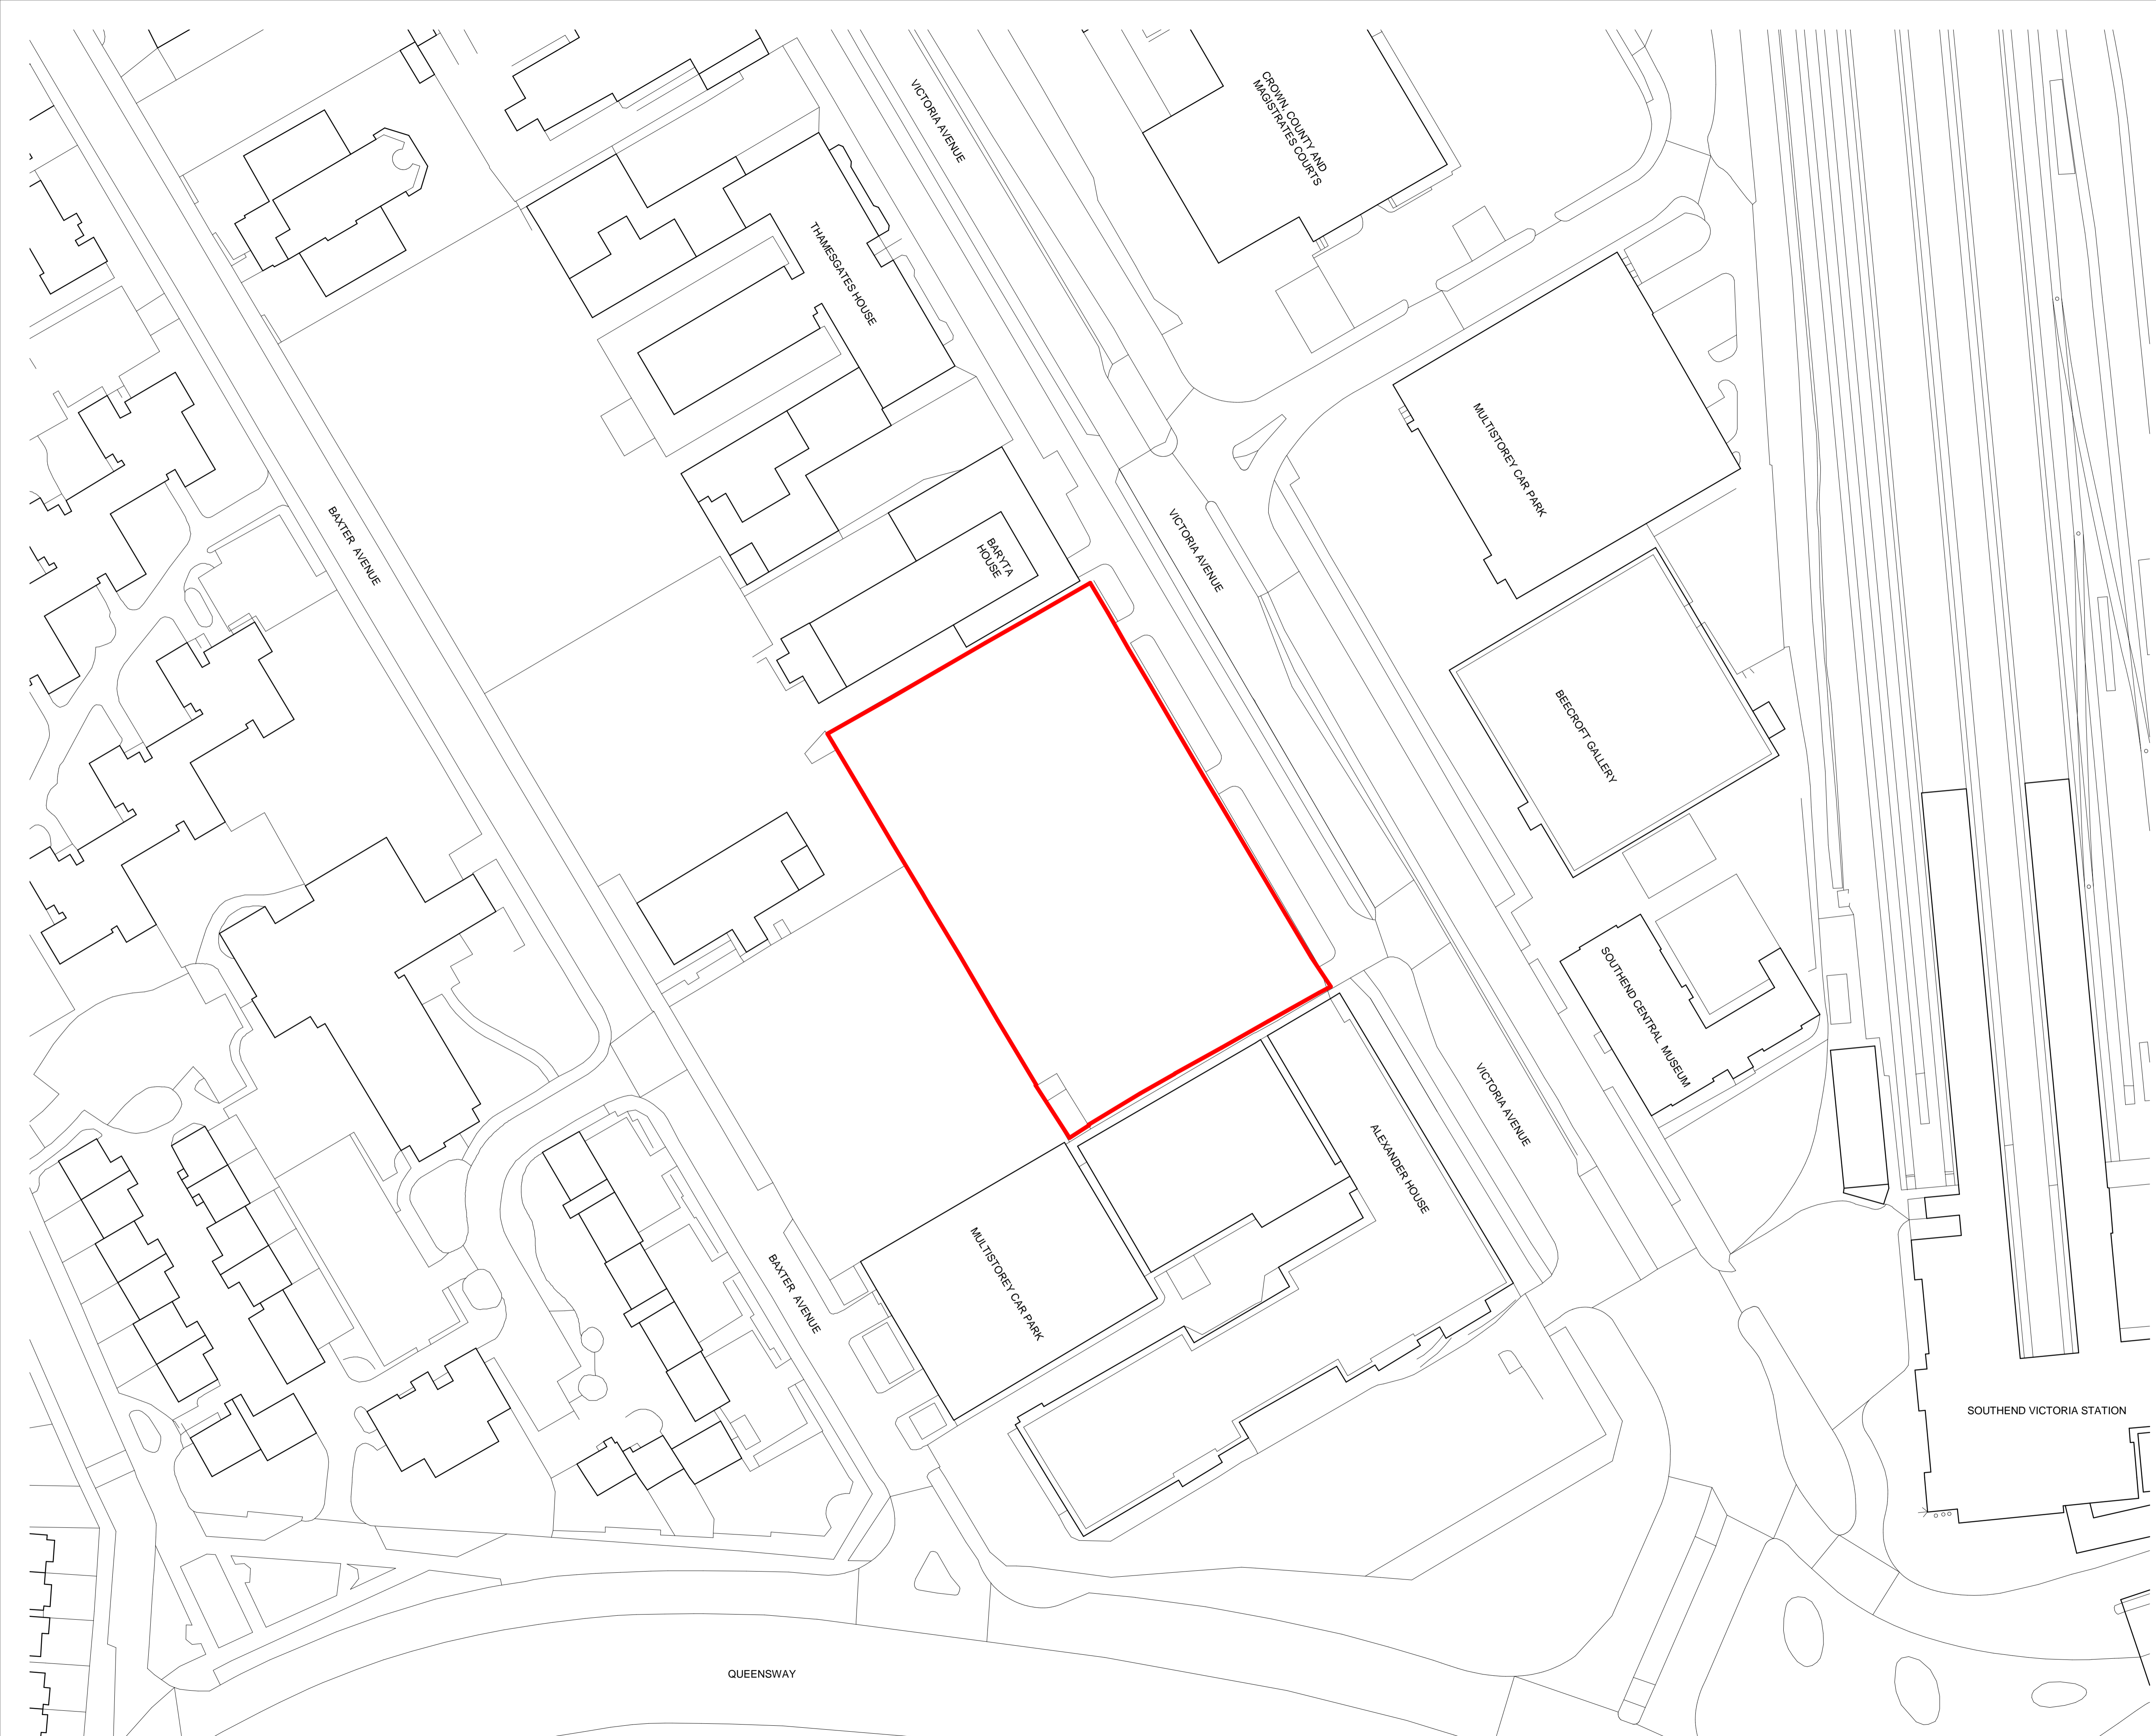 VICTORIA AVENUE
CROWN, COUNTY AND
MAGISTRATES COURTS
THAMESGATES HOUSE
MULTISTOREY CAR PARK
BAXTER AVENUE
VICTORIA AVENUE
BARYTA
HOUSE
BEECROFT GALLERY
SOUTHEND CENTRAL MUSEUM
VICTORIA AVENUE
ALEXANDER HOUSE
MULTISTOREY CAR PARK
BAXTER AVENUE
SOUTHEND VICTORIA STATION
QUEENSWAY